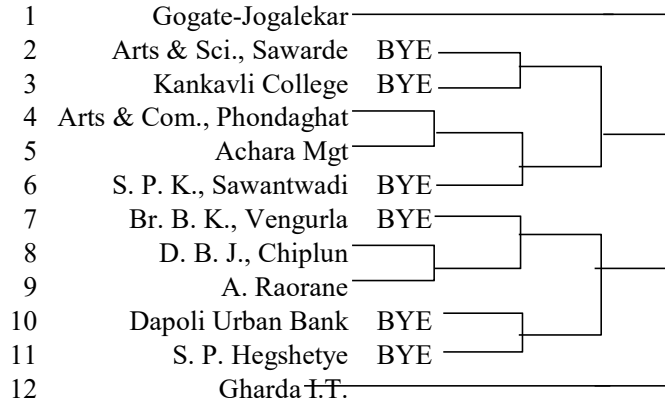 1 Gogate-Jogalekar
2 Arts & Sci., Sawarde BYE
3 Kankavli College BYE
4 Arts & Com., Phondaghat
5 Achara Mgt
6 S. P. K., Sawantwadi BYE
7 Br. B. K., Vengurla BYE
8 D. B. J., Chiplun
9 A. Raorane
10 Dapoli Urban Bank BYE
11 S. P. Hegshetye BYE
12 Gharda I.T.